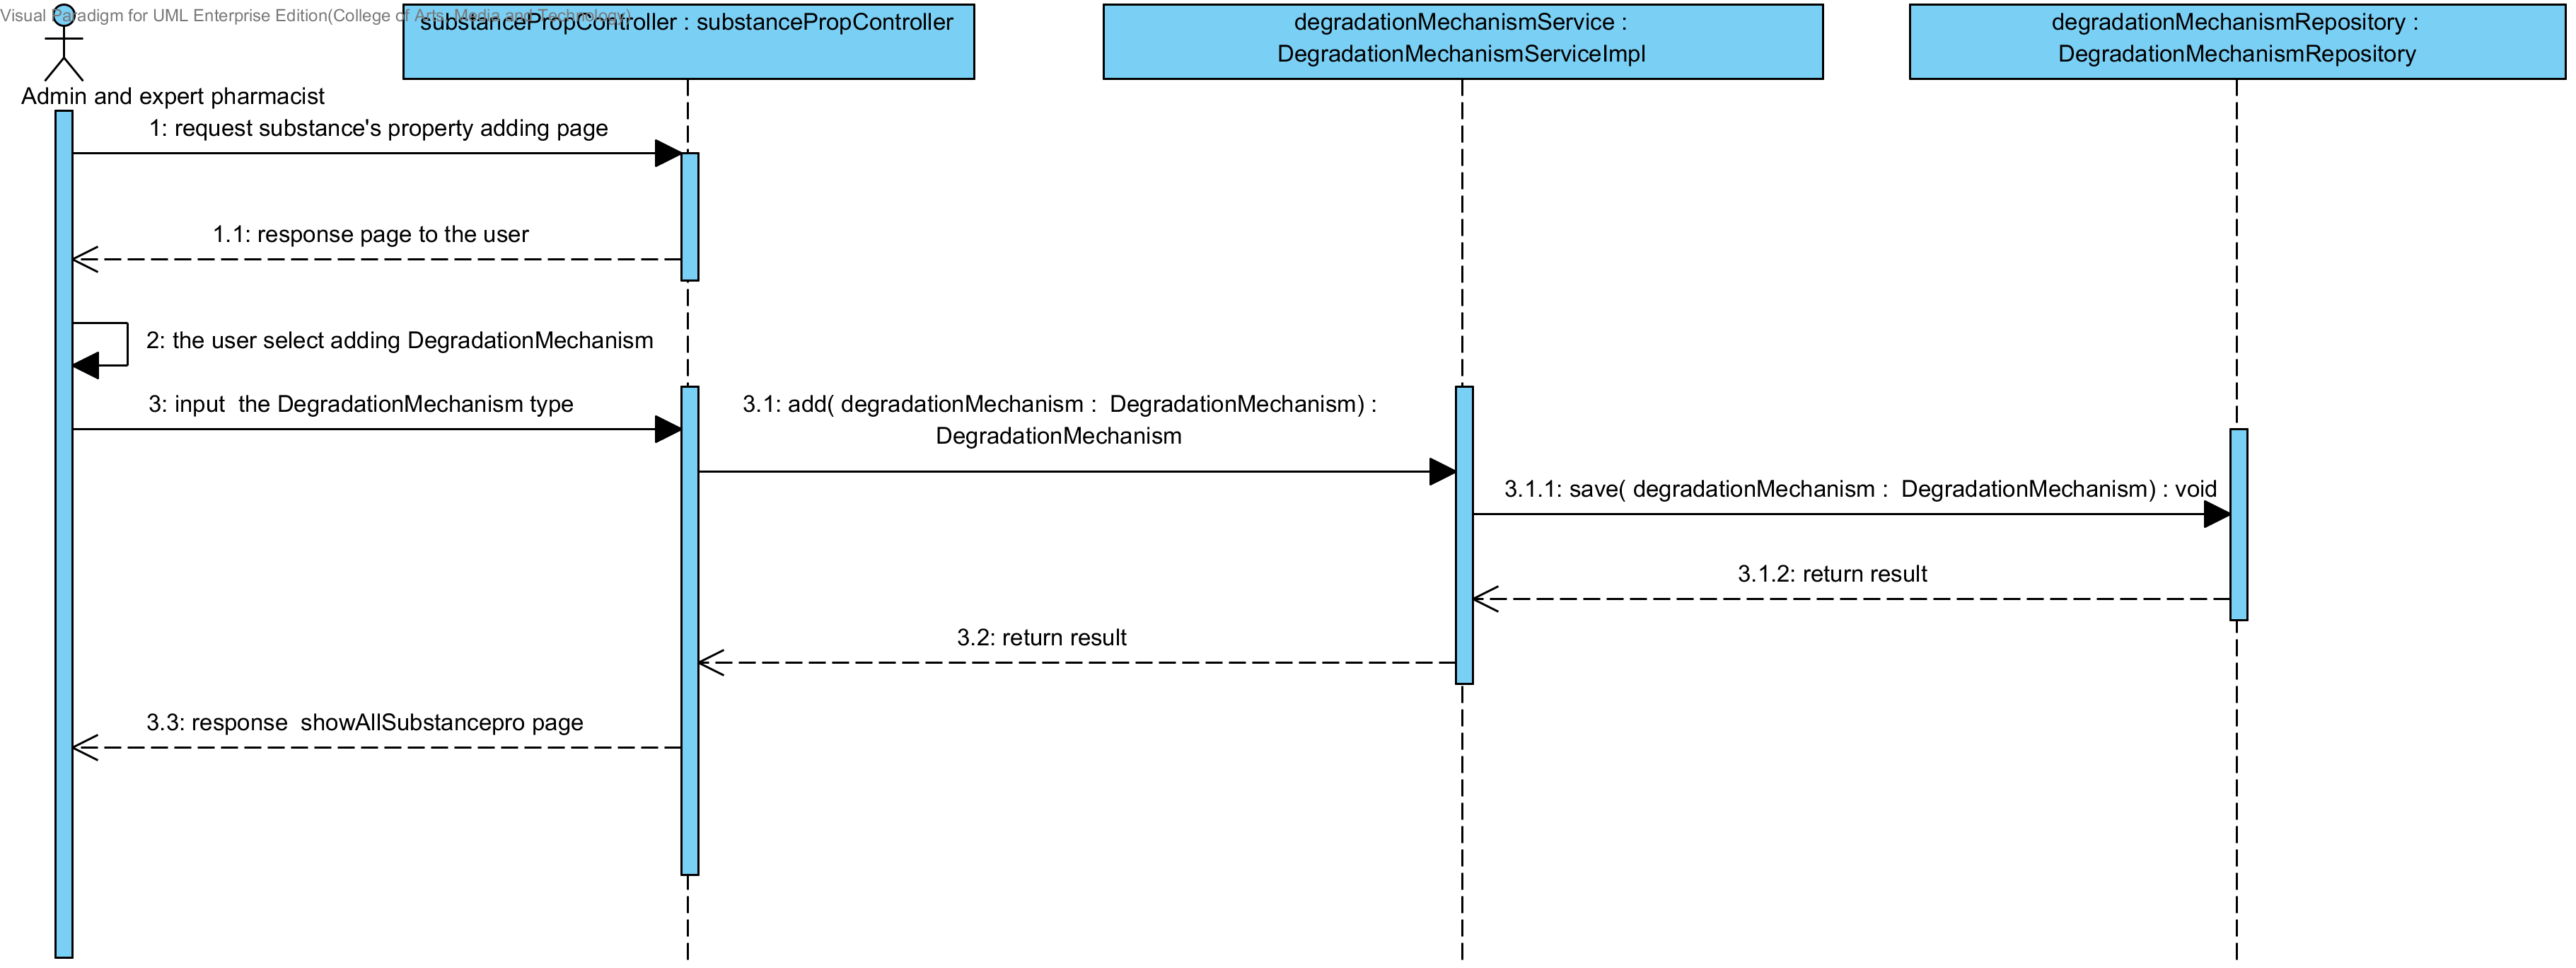 Visual Paradigm for UML Enterprise Edition(College of Arts, Media and Technology)
substancePropController : substancePropController
degradationMechanismService :
DegradationMechanismServiceImpl
degradationMechanismRepository :
DegradationMechanismRepository
Admin and expert pharmacist
1: request substance's property adding page
1.1: response page to the user
2: the user select adding DegradationMechanism
3: input  the DegradationMechanism type
3.1: add( degradationMechanism :  DegradationMechanism) :
DegradationMechanism
3.1.1: save( degradationMechanism :  DegradationMechanism) : void
3.1.2: return result
3.2: return result
3.3: response  showAllSubstancepro page